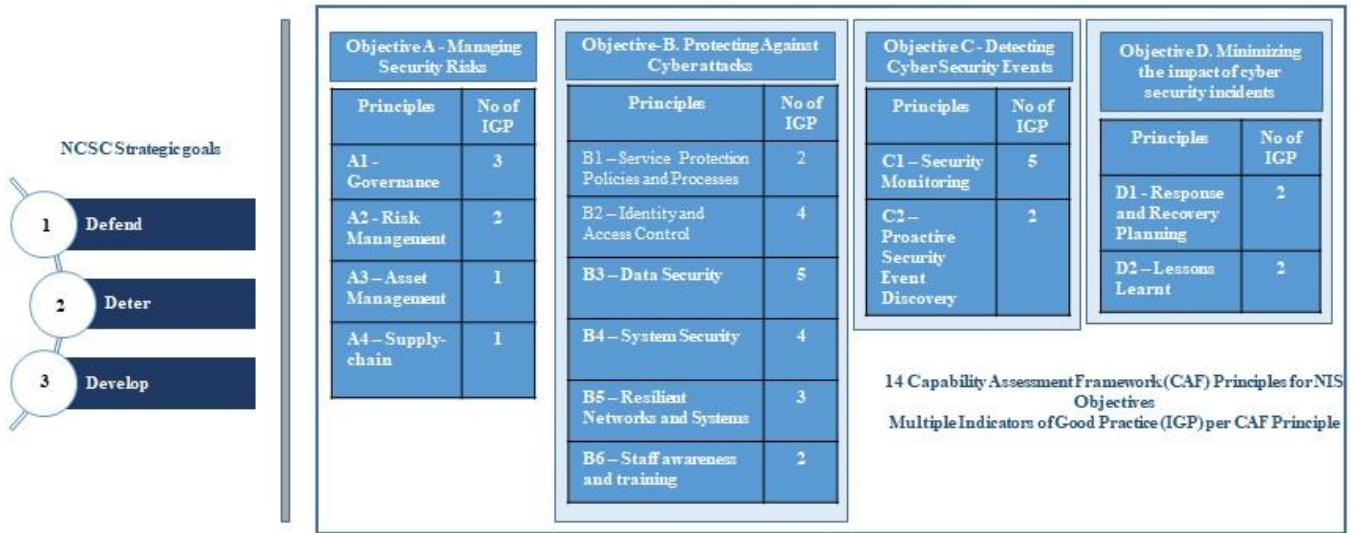 NCSC Strategic goals
1
Defend
2
Deter
3
Develop
Objective A - Managing
Security Risks
Principles
No of
IGP
A1 -
Governance
3
A2 - Risk
Management
2
A3 – Asset
Management
1
A4 – Supply-
chain
1
Objective-B. Protecting Against
Cyber attacks
Principles
No of
IGP
B1 – Service Protection
Policies and Processes
2
B2 – Identity and
Access Control
4
B3 – Data Security
5
B4 – System Security
4
B5 – Resilient
Networks and Systems
3
B6 – Staff awareness
and training
2
Objective C - Detecting
Cyber Security Events
Principles
No of
IGP
C1 – Security
Monitoring
5
C2 –
Proactive
Security
Event
Discovery
2
Objective D. Minimizing
the impact of cyber
security incidents
Principles
No of
IGP
D1 - Response
and Recovery
Planning
2
D2 – Lessons
Learnt
2
14 Capability Assessment Framework (CAF) Principles for NIS
Objectives
Multiple Indicators of Good Practice (IGP) per CAF Principle